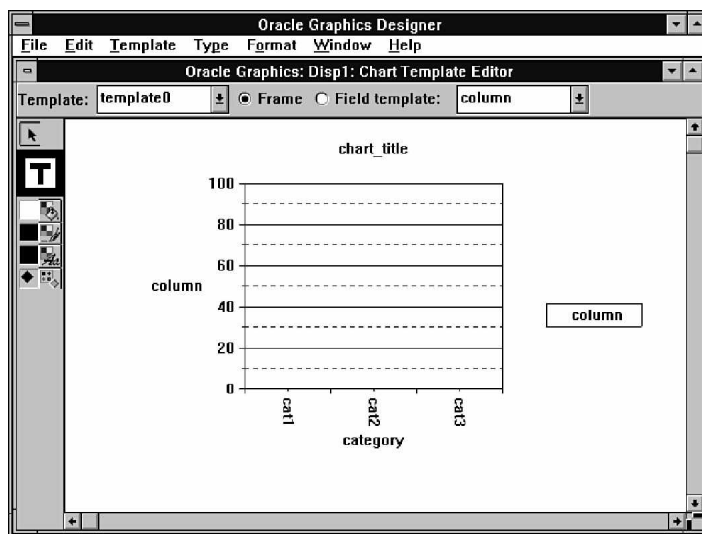 Oracle Graphics Designer
File Edit Template Type Format Window Help
Oracle Graphics: Disp1: Chart Template Editor
Template: template0 Frame Field template: column
T
chart_title
100
80
60
column
40
column
20
0
cat1 cat2 cat3
category